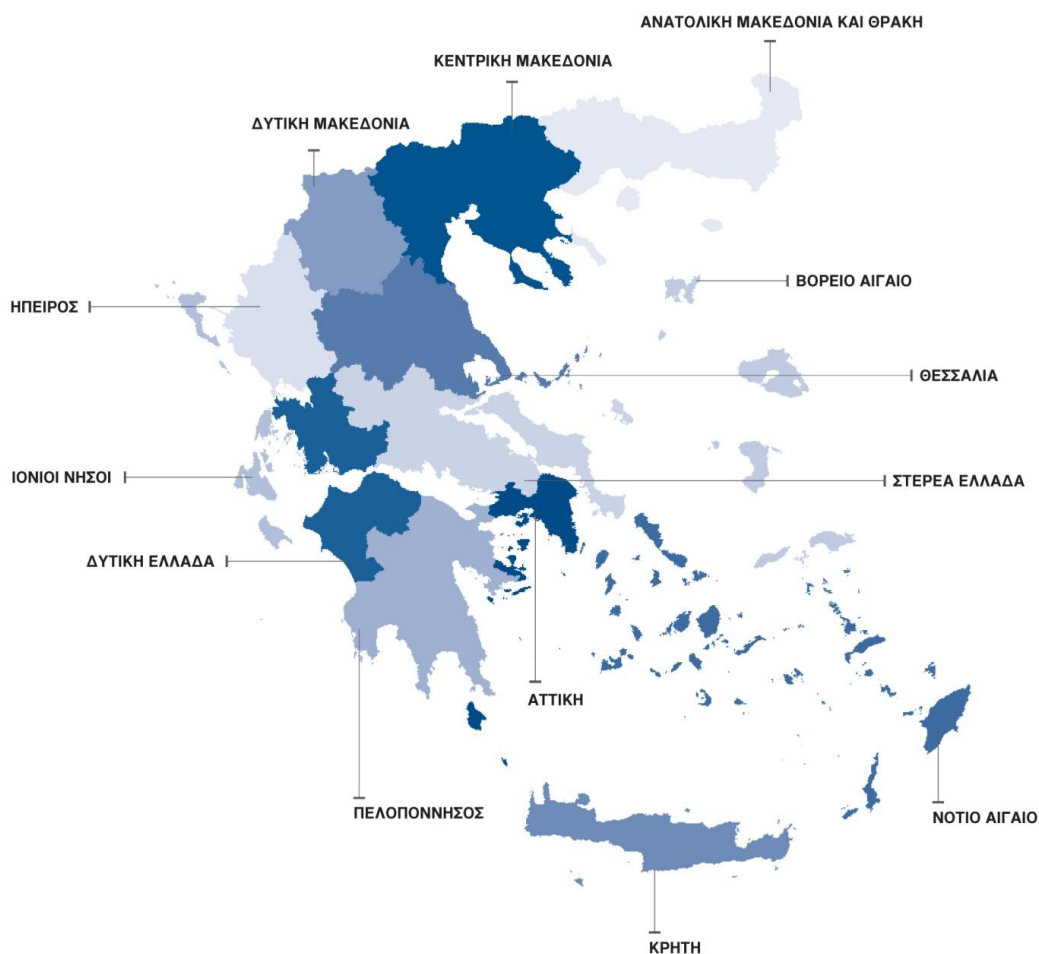 ΑΝΑΤΟΛΙΚΗ ΜΑΚΕΔΟΝΙΑ ΚΑΙ ΘΡΑΚΗ
ΚΕΝΤΡΙΚΗ ΜΑΚΕΔΟΝΙΑ
ΔΥΤΙΚΗ ΜΑΚΕΔΟΝΙΑ
ΒΟΡΕΙΟ ΑΙΓΑΙΟ
ΗΠΕΙΡΟΣ
ΘΕΣΣΑΛΙΑ
ΙΟΝΙΟΙ ΝΗΣΟΙ
ΣΤΕΡΕΑ ΕΛΛΑΔΑ
ΔΥΤΙΚΗ ΕΛΛΑΔΑ
ΑΤΤΙΚΗ
ΠΕΛΟΠΟΝΝΗΣΟΣ
ΝΟΤΙΟ ΑΙΓΑΙΟ
ΚΡΗΤΗ